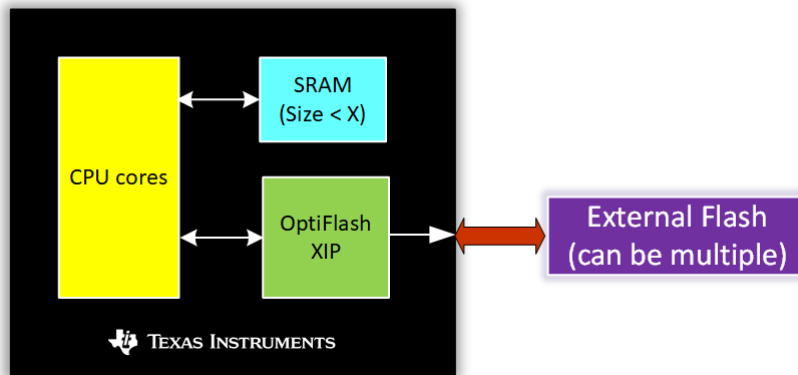 SRAM
(Size < X)
CPU cores
OptiFlash
XIP
External Flash
(can be multiple)
TEXAS INSTRUMENTS